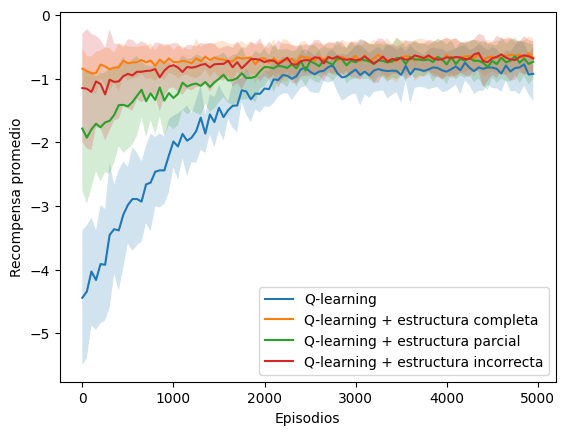 0
−1
−2
−3
−4
−5
Recompensa promedio
0
1000
2000
3000
4000
5000
Episodios
Q-learning
Q-learning + estructura completa
Q-learning + estructura parcial
Q-learning + estructura incorrecta